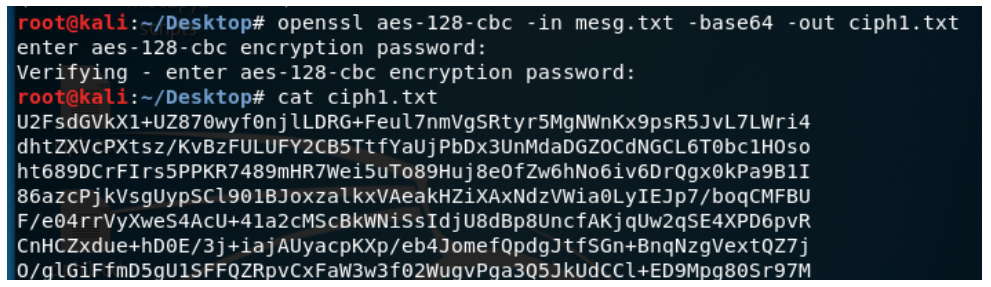 root@kali:~/Desktop# openssl aes-128-cbc -in mesg.txt -base64 -out ciph1.txt
enter aes-128-cbc encryption password:
Verifying - enter aes-128-cbc encryption password:
root@kali:~/Desktop# cat ciph1.txt
U2FsdGVkX1+UZ870wyf0njlLDRG+Feul7nmVgSRtyr5MgNWnKx9psR5JvL7LWri4
dhtZXVcPXtsz/KvBzFULUFY2CB5TtfYaUjPbDx3UnMdaDGZOCdNGCL6T0bc1HOso
ht689DCrFIrs5PPKR7489mHR7Wei5uTo89Huj8eOfZw6hNo6iv6DrQgx0kPa9B1I
86azcPjkVsgUypSCl901BJoxzalkxVAeakHZiXAxNdzVWia0LyIEJp7/boqCMFBU
F/e04rrVyXweS4AcU+41a2cMScBkWNiSsIdjU8dBp8UncfAKjqUw2qSE4XPD6pvR
CnHCZxdue+hD0E/3j+iajAUyacpKXp/eb4JomefQpdgJtfSGn+BnqNzgVextQZ7j
O/glGiFfmD5gU1SFFQZRpvCxFaW3w3f02WugvPga3Q5JkUdCCl+ED9Mpg80Sr97M